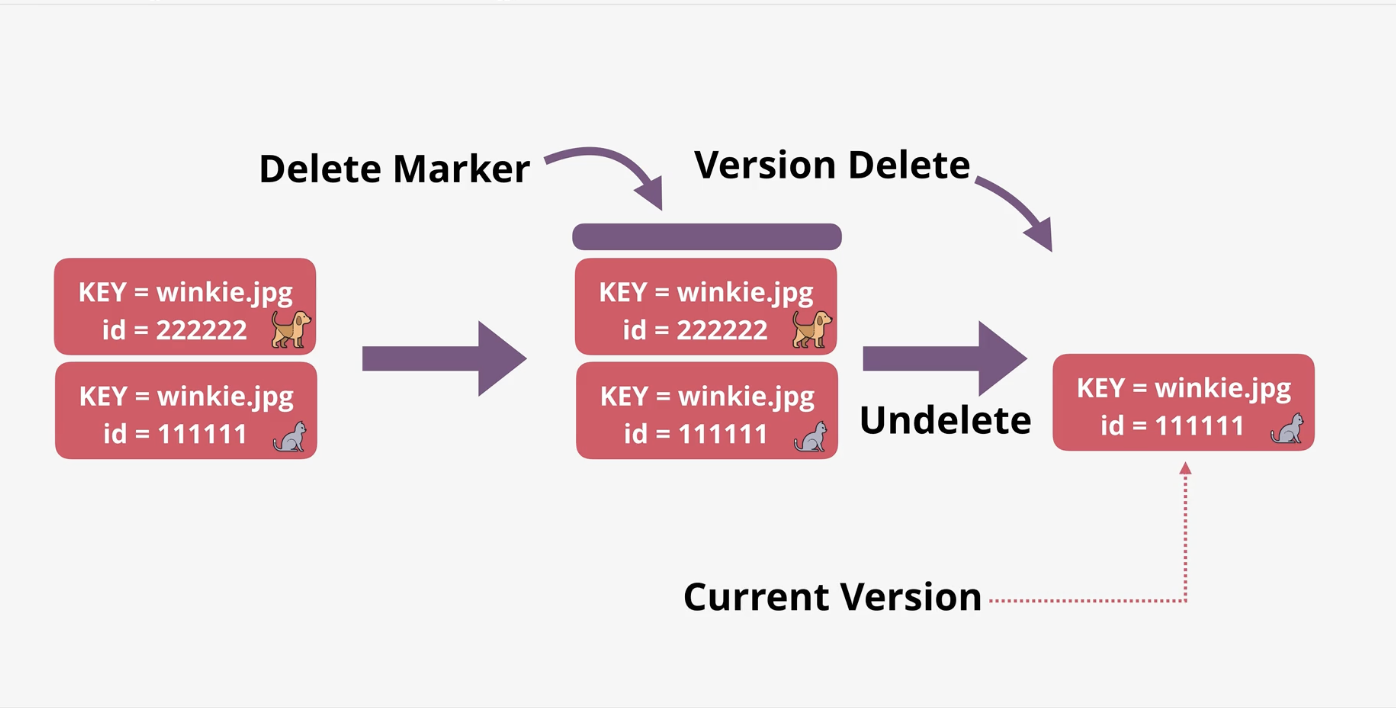 Delete Marker
Version Delete
KEY = winkie.jpg
id = 222222
KEY = winkie.jpg
id = 111111
KEY = winkie.jpg
id = 222222
KEY = winkie.jpg
id = 111111
Undelete
KEY = winkie.jpg
id = 111111
Current Version